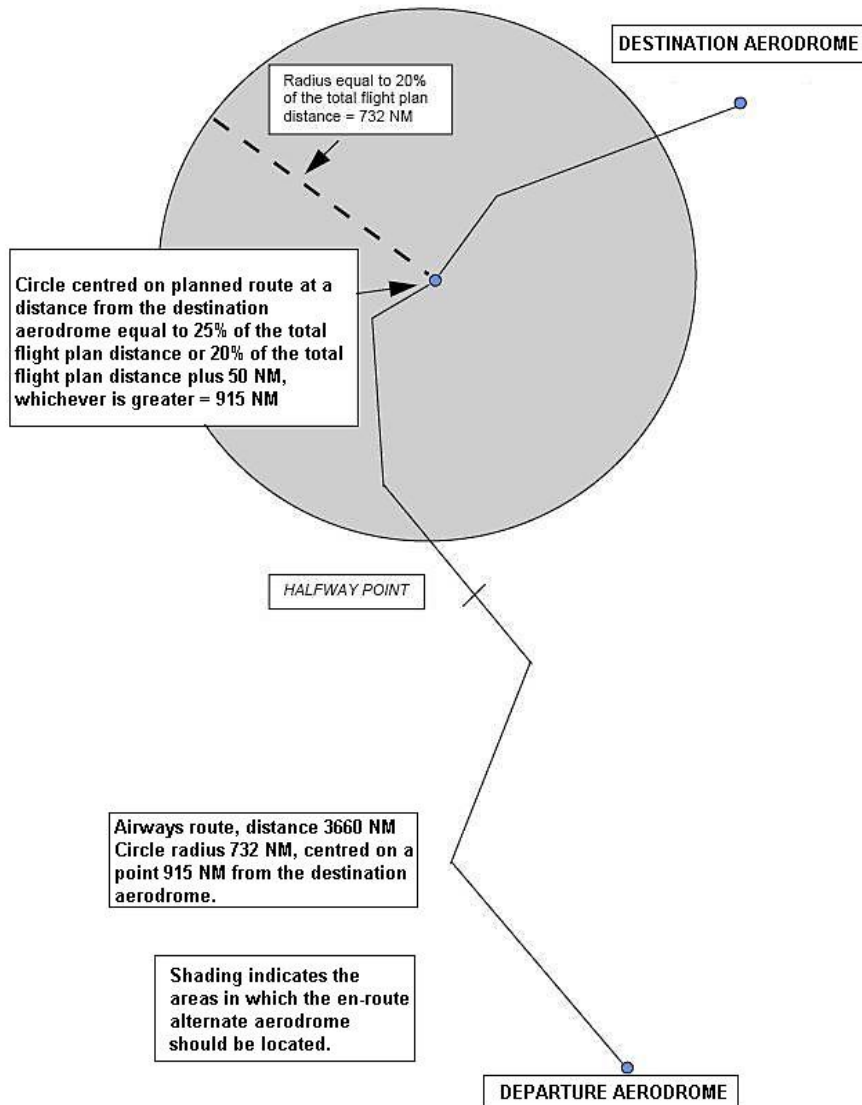 DESTINATION AERODROME
Radius equal to 20%
of the total flight plan
distance = 732 NM
Circle centred on planned route at a
distance from the destination
aerodrome equal to 25% of the total
flight plan distance or 20% of the total
flight plan distance plus 50 NM,
whichever is greater = 915 NM
HALFWAY POINT
Airways route, distance 3660 NM
Circle radius 732 NM, centred on a
point 915 NM from the destination
aerodrome.
Shading indicates the
areas in which the en-route
alternate aerodrome
should be located.
DEPARTURE AERODROME